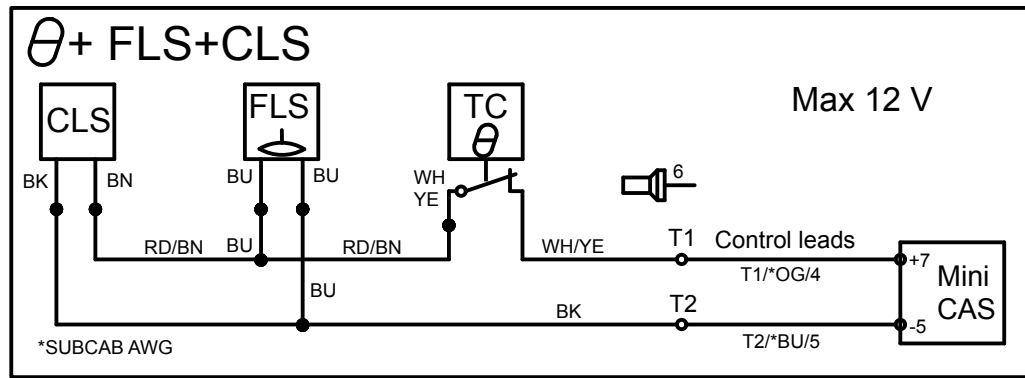 θ+ FLS+CLS
CLS
FLS
TC
θ
Max 12 V
BK
BN
BU
BU
WH
YE
6
RD/BN
BU
RD/BN
WH/YE
T1
Control leads
T1/*OG/4
+7
Mini
CAS
BU
BK
T2
T2/*BU/5
-5
*SUBCAB AWG